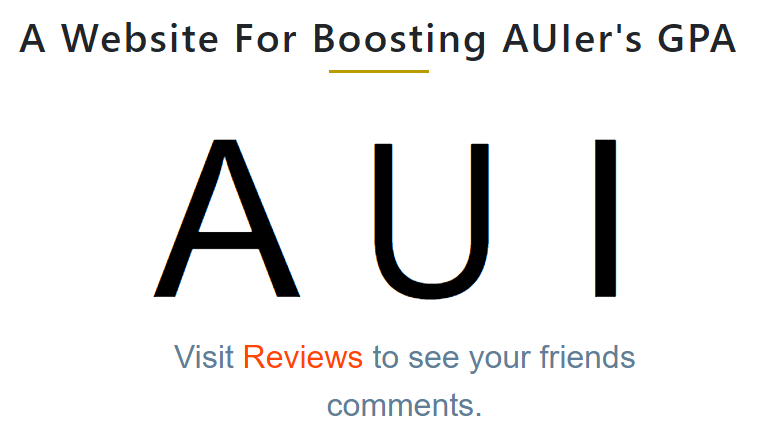 A Website For Boosting AUIer's GPA
A U I
Visit Reviews to see your friends
comments.